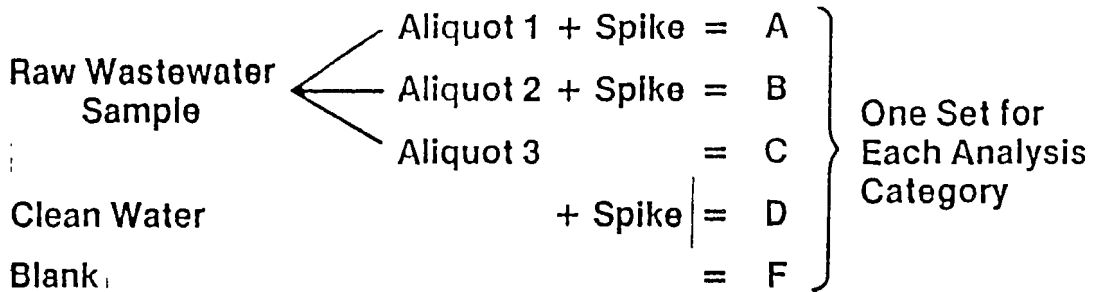 Aliquot 1 + Spike = A
Raw Wastewater
Sample
Aliquot 2 + Spike = B
Aliquot 3 = C
Clean Water + Spike = D
Blank = F
One Set for
Each Analysis
Category